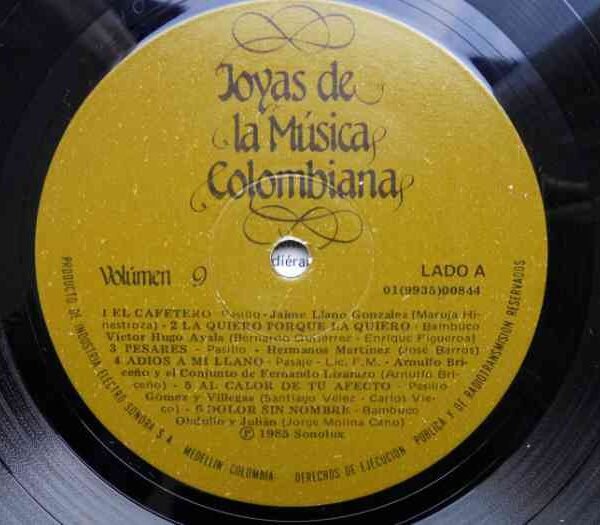 Joyas de
la Música
Colombiana
Volúmen 9
LADO A
01(9935)00844
diéra
1 EL CAFETERO - Pasillo - Jaime Llano Gonzalez (Maruja Hi-
nestroza) - 2 LA QUIERO PORQUE LA QUIERO - Bambuco
Victor Hugo Ayala (Bernardo Gutierrez - Enrique Figueroa)
3 PESARES - Pasillo - Hermanos Martinez (José Barros)
4 ADIOS A MI LLANO - Pasaje - Lic. F.M. - Arnulfo Bri-
ceño y el Conjunto de Fernando Lizarazo (Arnulfo Bri-
ceño) - 5 AL CALOR DE TU AFECTO - Pasillo
Gómez y Villegas (Santiago Velez - Carlos Vie-
co) - 6 DOLOR SIN NOMBRE - Bambuco
Obdulio y Julián (Jorge Molina Cano)
Ⓟ 1985 Sonolux
PRODUCTO DE INDUSTRIA ELECTRO SONORA S.A. MEDELLIN COLOMBIA- DERECHOS DE EJECUCION PUBLICA Y DE RADIOTRANSMISION RESERVADOS